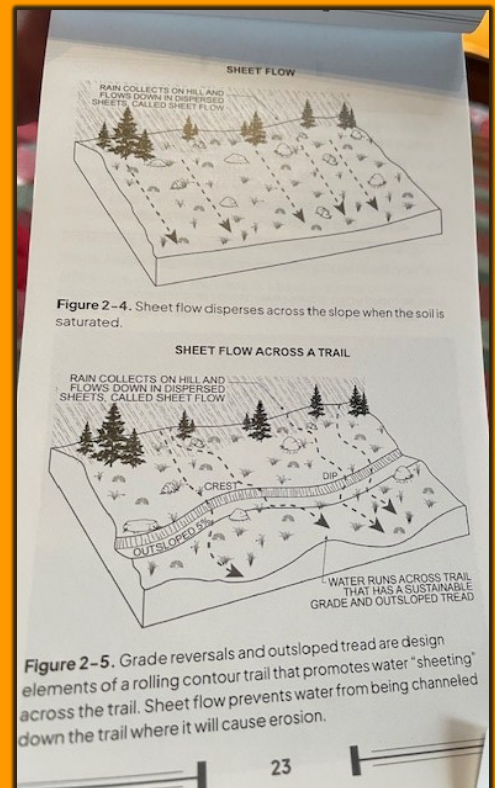 SHEET FLOW
RAIN COLLECTS ON HILL AND
FLOWS DOWN IN DISPERSED
SHEETS, CALLED SHEET FLOW
Figure 2–4. Sheet flow disperses across the slope when the soil is
saturated.
SHEET FLOW ACROSS A TRAIL
RAIN COLLECTS ON HILL AND
FLOWS DOWN IN DISPERSED
SHEETS, CALLED SHEET FLOW
CREST
DIP
OUTSLOPED 5%
WATER RUNS ACROSS TRAIL
THAT HAS A SUSTAINABLE
GRADE AND OUTSLOPED TREAD
Figure 2–5. Grade reversals and outsloped tread are design
elements of a rolling contour trail that promotes water "sheeting"
across the trail. Sheet flow prevents water from being channeled
down the trail where it will cause erosion.
23